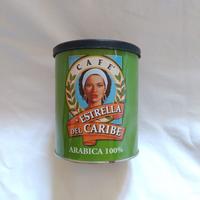 CAFE'
ESTRELLA
DEL CARIBE
ARABICA 100%